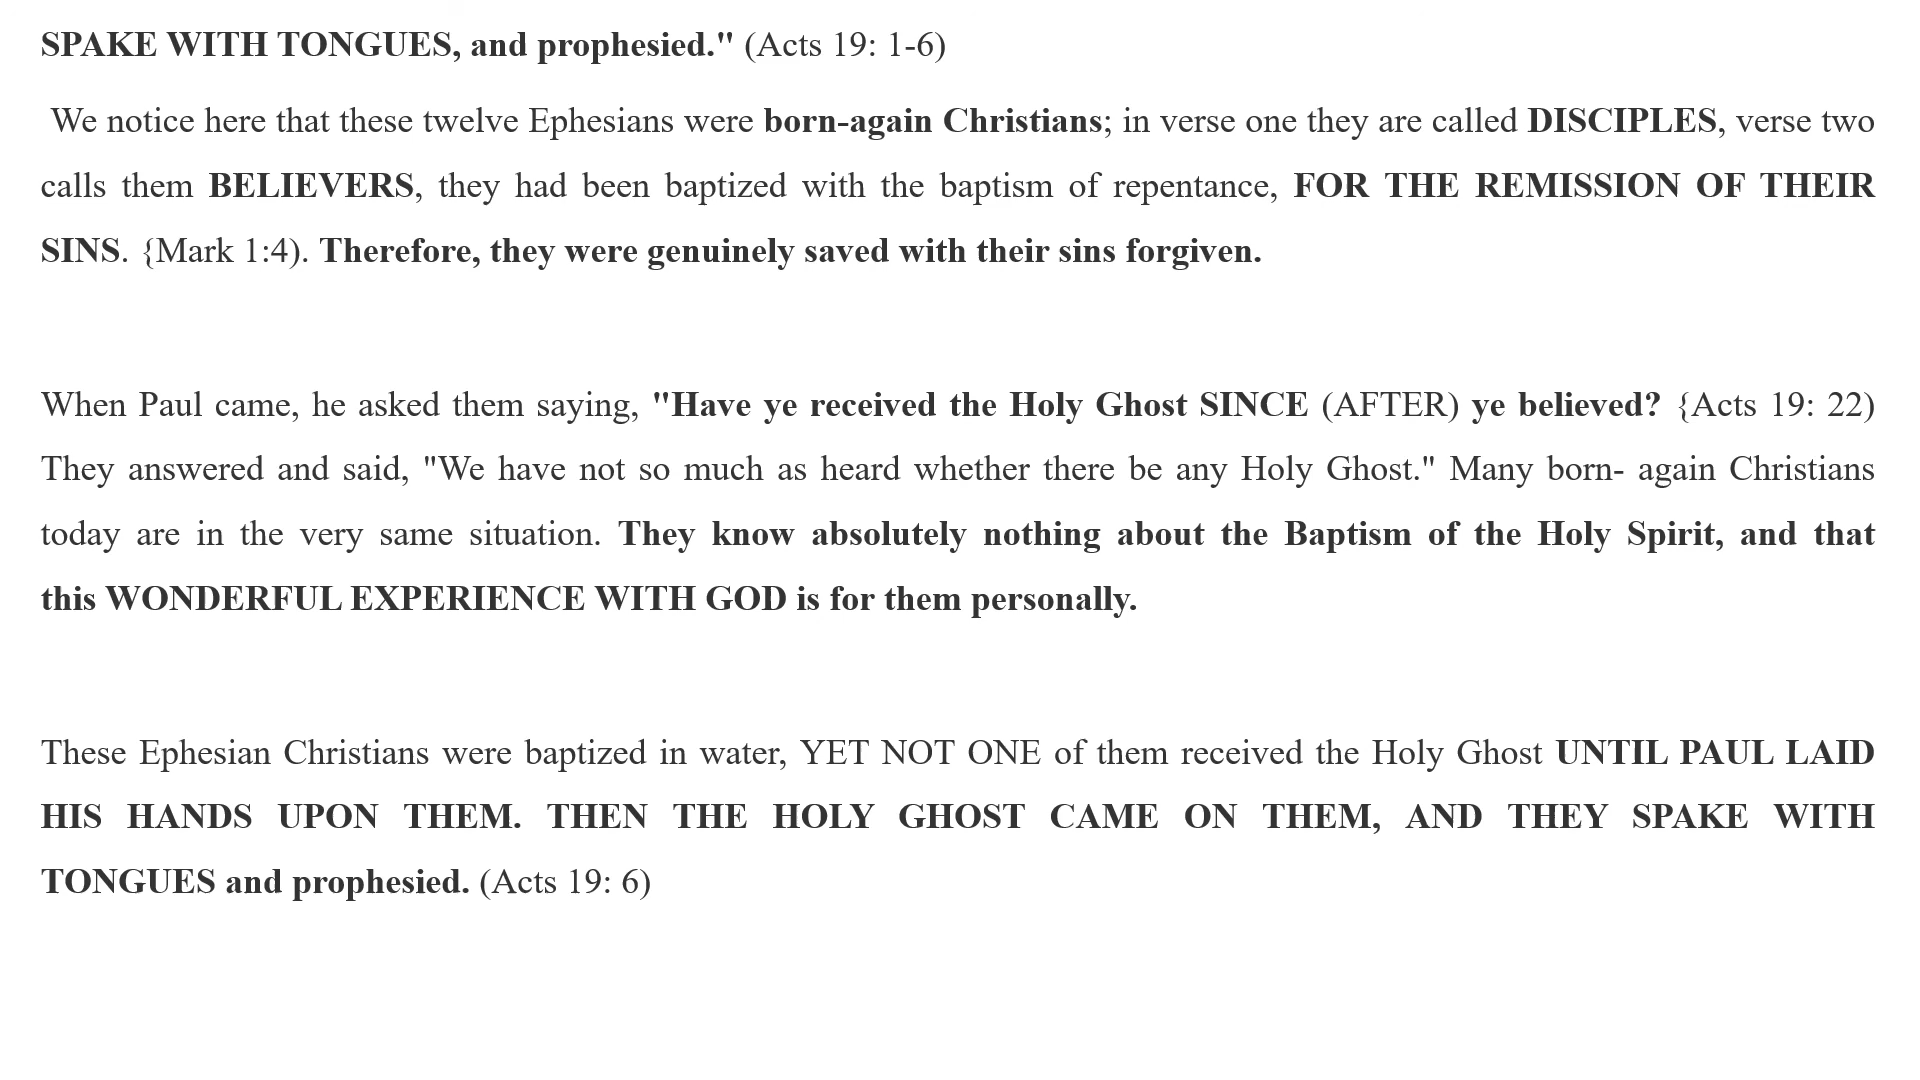 SPAKE WITH TONGUES, and prophesied." (Acts 19: 1-6)
We notice here that these twelve Ephesians were born-again Christians; in verse one they are called DISCIPLES, verse two
calls them BELIEVERS, they had been baptized with the baptism of repentance, FOR THE REMISSION OF THEIR
SINS. {Mark 1:4). Therefore, they were genuinely saved with their sins forgiven.
When Paul came, he asked them saying, "Have ye received the Holy Ghost SINCE (AFTER) ye believed? {Acts 19: 22)
They answered and said, "We have not so much as heard whether there be any Holy Ghost." Many born- again Christians
today are in the very same situation. They know absolutely nothing about the Baptism of the Holy Spirit, and that
this WONDERFUL EXPERIENCE WITH GOD is for them personally.
These Ephesian Christians were baptized in water, YET NOT ONE of them received the Holy Ghost UNTIL PAUL LAID
HIS HANDS UPON THEM. THEN THE HOLY GHOST CAME ON THEM, AND THEY SPAKE WITH
TONGUES and prophesied. (Acts 19: 6)